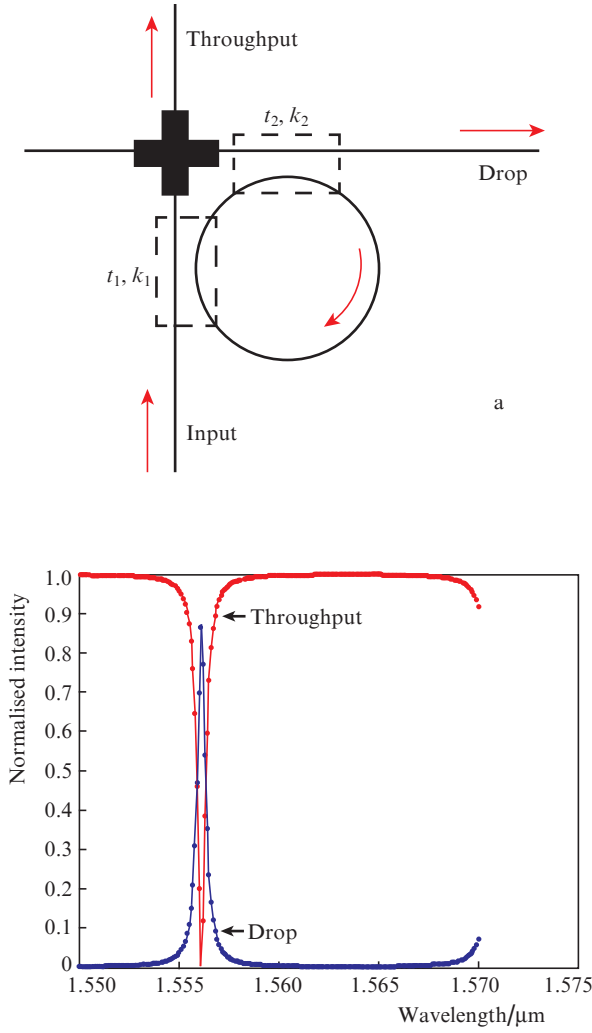 Throughput
t2, k2
Drop
t1, k1
a
Input
Normalised intensity
1.0
0.9
0.8
0.7
0.6
0.5
0.4
0.3
0.2
0.1
0
Throughput
Drop
1.550 1.555 1.560 1.565 1.570 1.575
Wavelength/μm